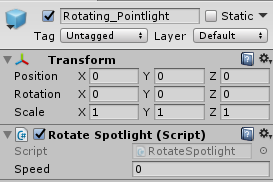 Rotating_Pointlight Static
Tag Untagged Layer Default
Transform
Position X 0 Y 0 Z 0
Rotation X 0 Y 0 Z 0
Scale X 1 Y 1 Z 1
Rotate Spotlight (Script)
Script RotateSpotlight
Speed 0